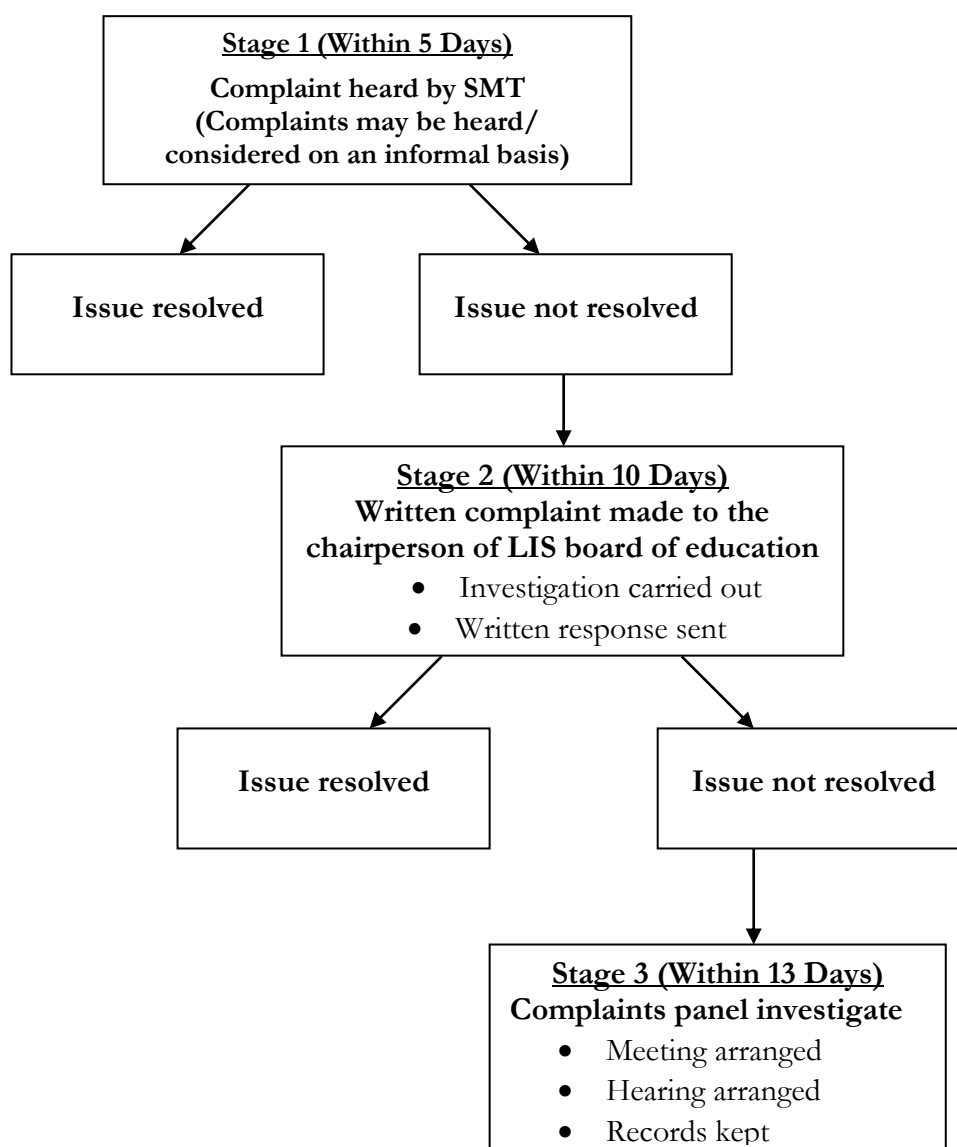 Stage 1 (Within 5 Days)
Complaint heard by SMT
(Complaints may be heard/
considered on an informal basis)
Issue resolved
Issue not resolved
Stage 2 (Within 10 Days)
Written complaint made to the
chairperson of LIS board of education
• Investigation carried out
• Written response sent
Issue resolved
Issue not resolved
Stage 3 (Within 13 Days)
Complaints panel investigate
• Meeting arranged
• Hearing arranged
• Records kept